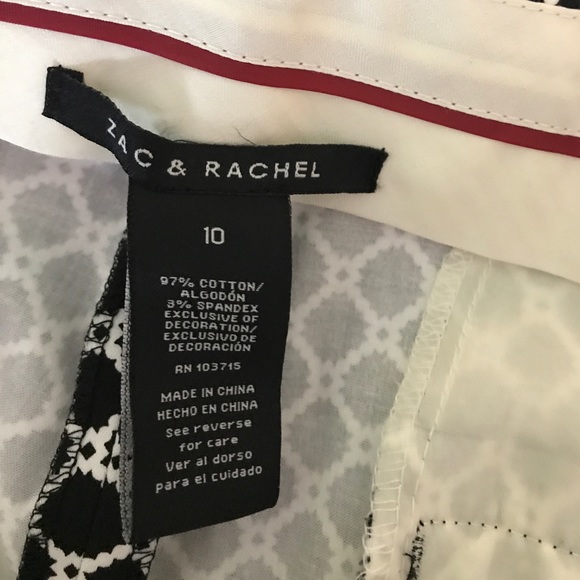 ZAC & RACHEL
10
97% COTTON/
ALGODÓN
3% SPANDEX
EXCLUSIVE OF
DECORATION/
EXCLUSIVO DE
DECORACIÓN
RN 103715
MADE IN CHINA
HECHO EN CHINA
See reverse
for care
Ver al dorso
para el cuidado